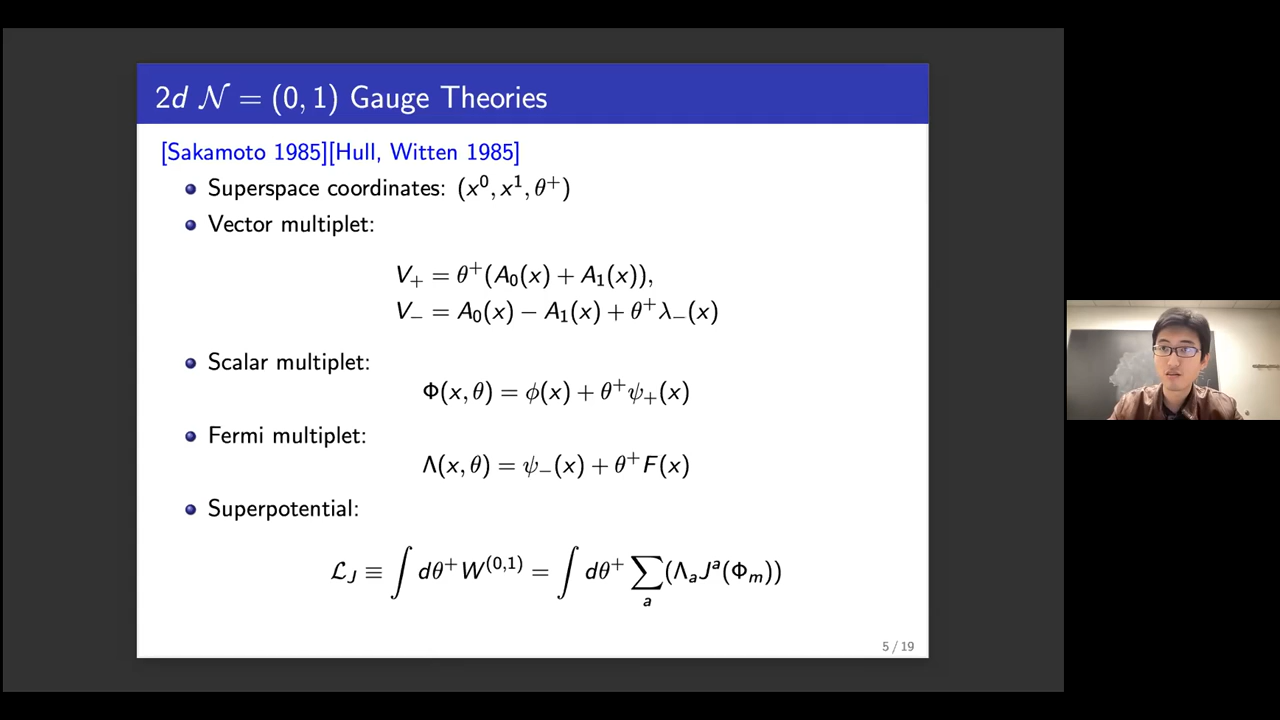 2d 𝒩 = (0, 1) Gauge Theories
[Sakamoto 1985][Hull, Witten 1985]
Superspace coordinates: (x⁰, x¹, θ⁺)
Vector multiplet:
V₊ = θ⁺(A₀(x) + A₁(x)),
V₋ = A₀(x) − A₁(x) + θ⁺λ₋(x)
Scalar multiplet:
Φ(x, θ) = ϕ(x) + θ⁺ψ₊(x)
Fermi multiplet:
Λ(x, θ) = ψ₋(x) + θ⁺F(x)
Superpotential:
ℒ_J ≡ ∫ dθ⁺ W^(0,1) = ∫ dθ⁺ ∑_a (Λ_a J^a(Φ_m))
5 / 19